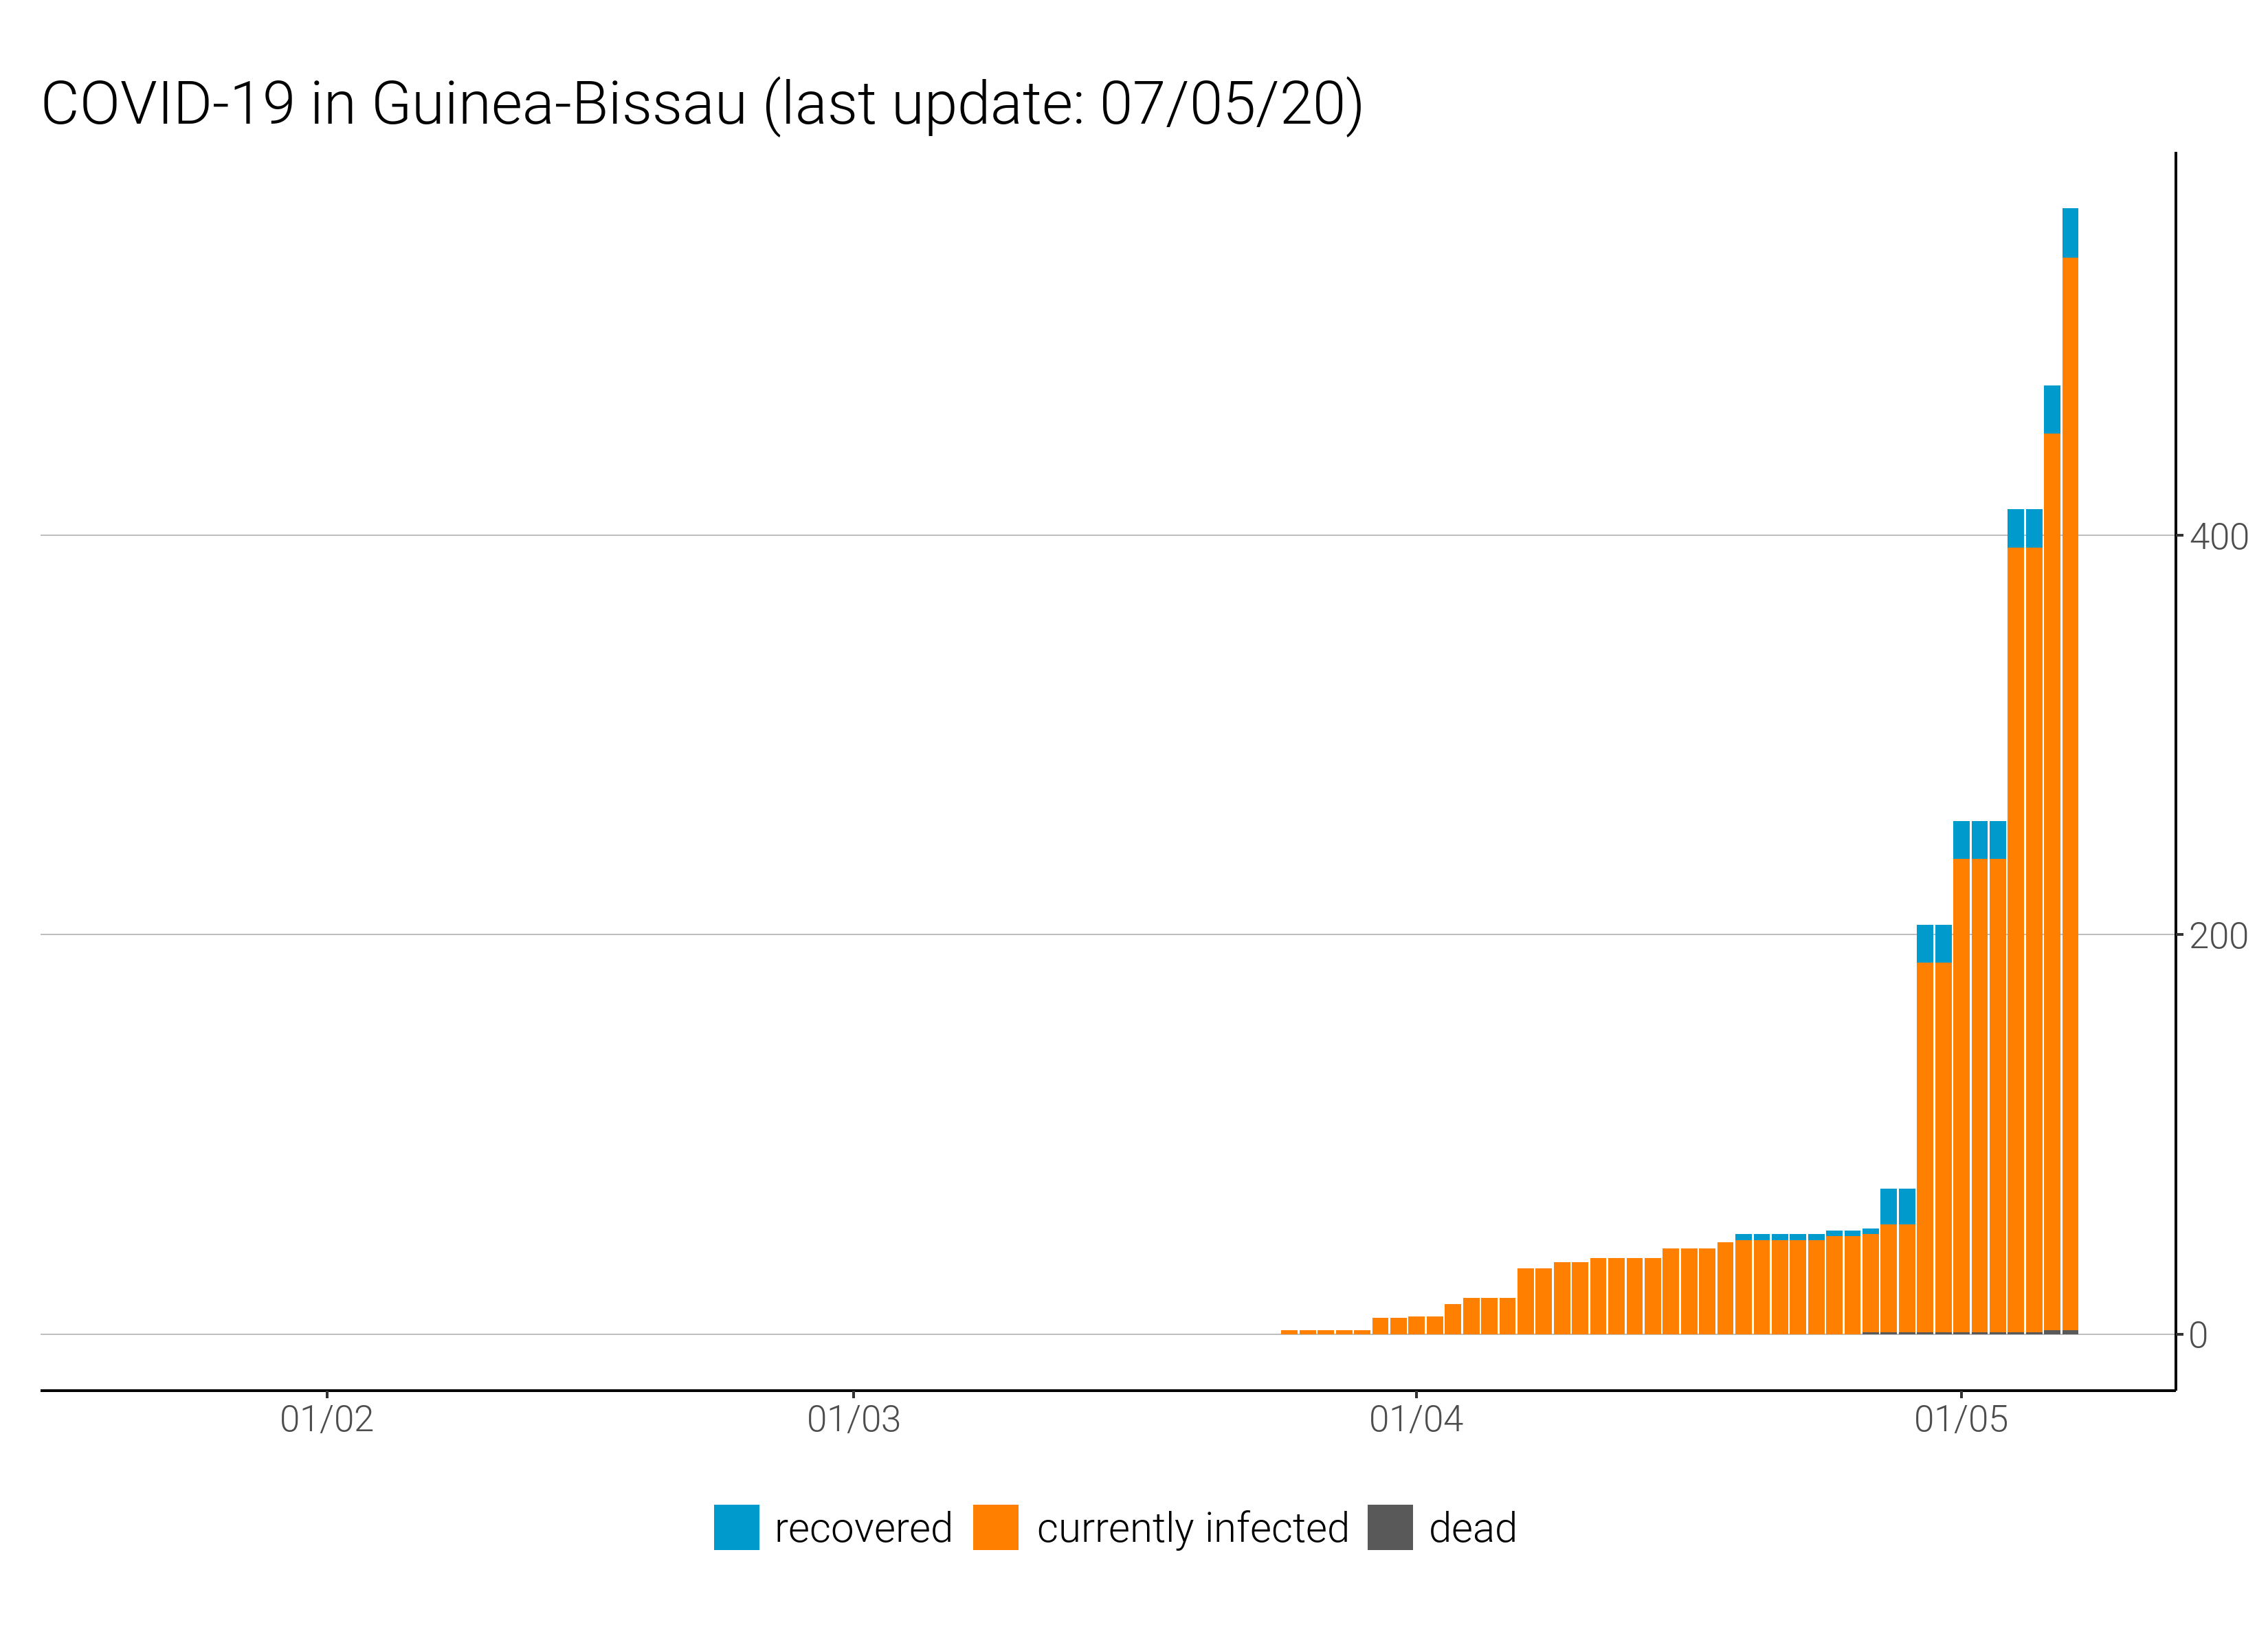 COVID-19 in Guinea-Bissau (last update: 07/05/20)
400
200
0
01/02 01/03 01/04 01/05
recovered currently infected dead